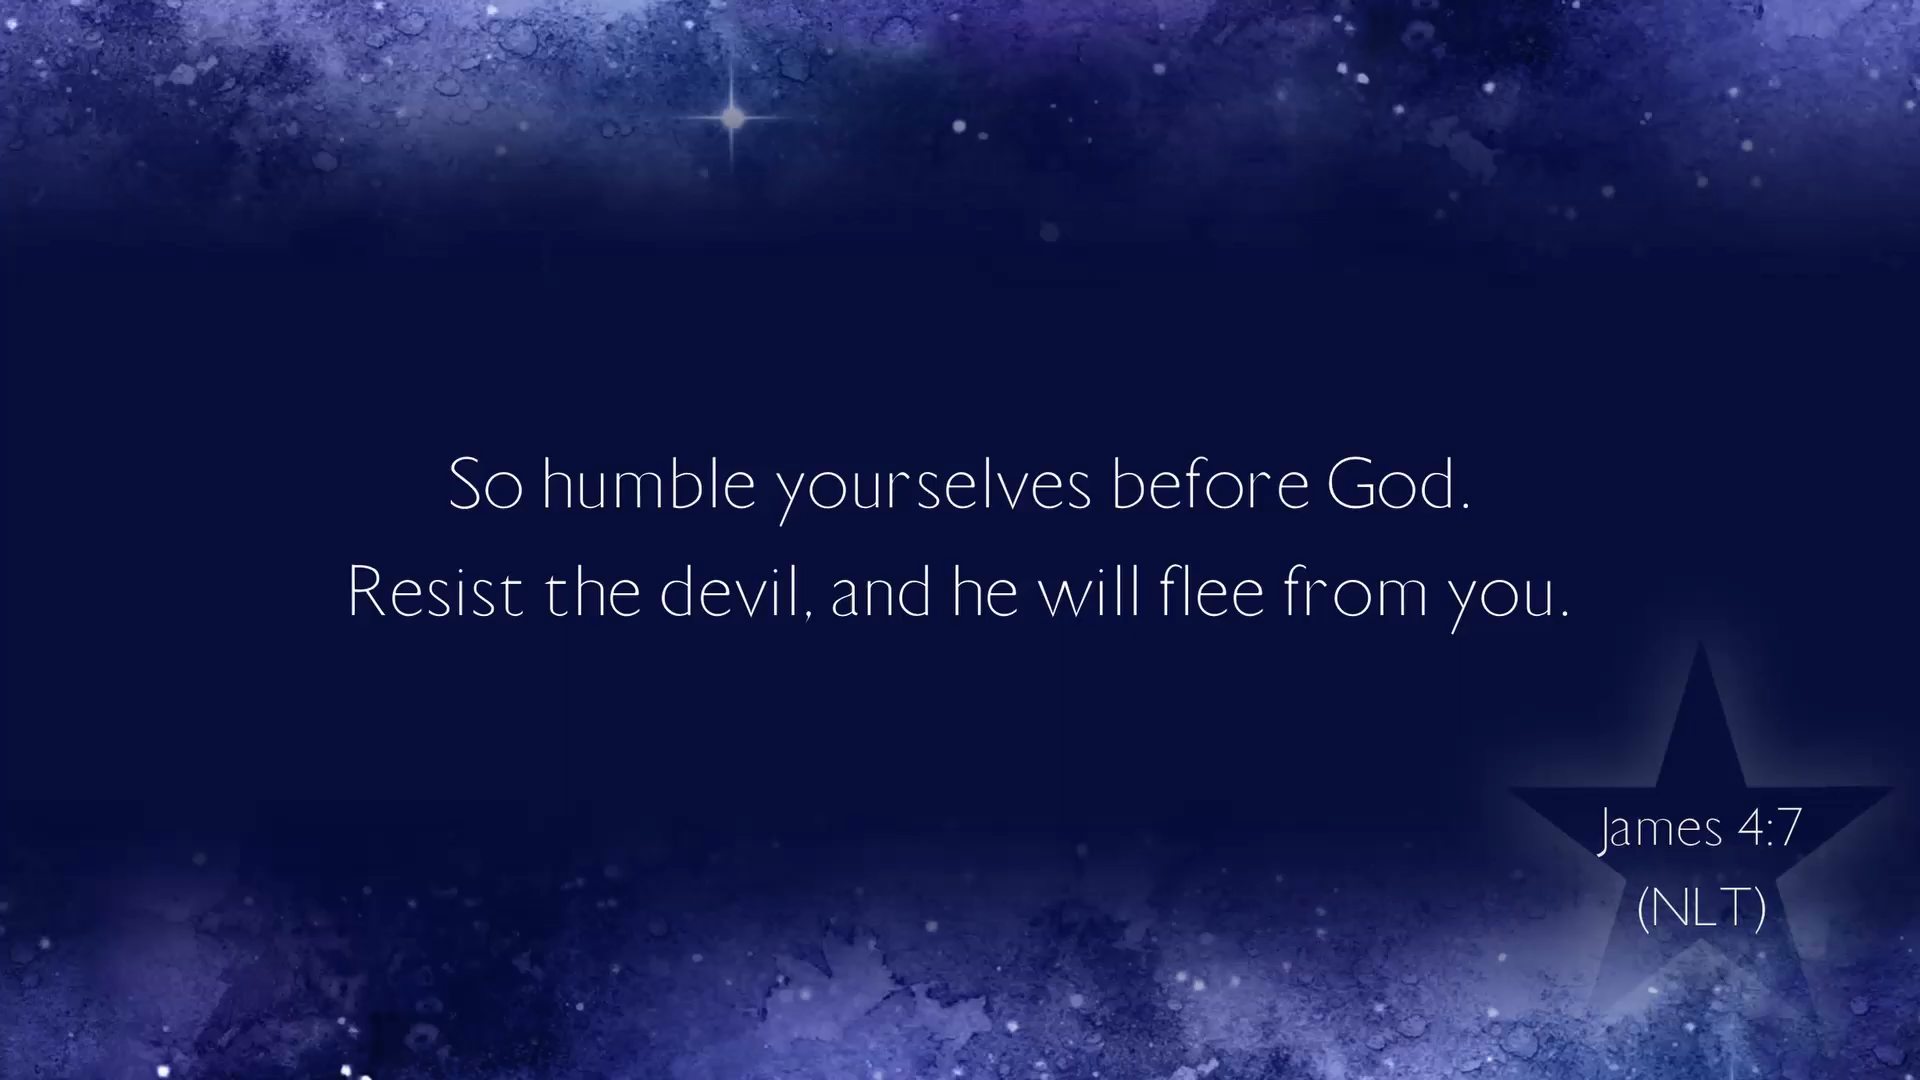 So humble yourselves before God.
Resist the devil, and he will flee from you.
James 4:7
(NLT)